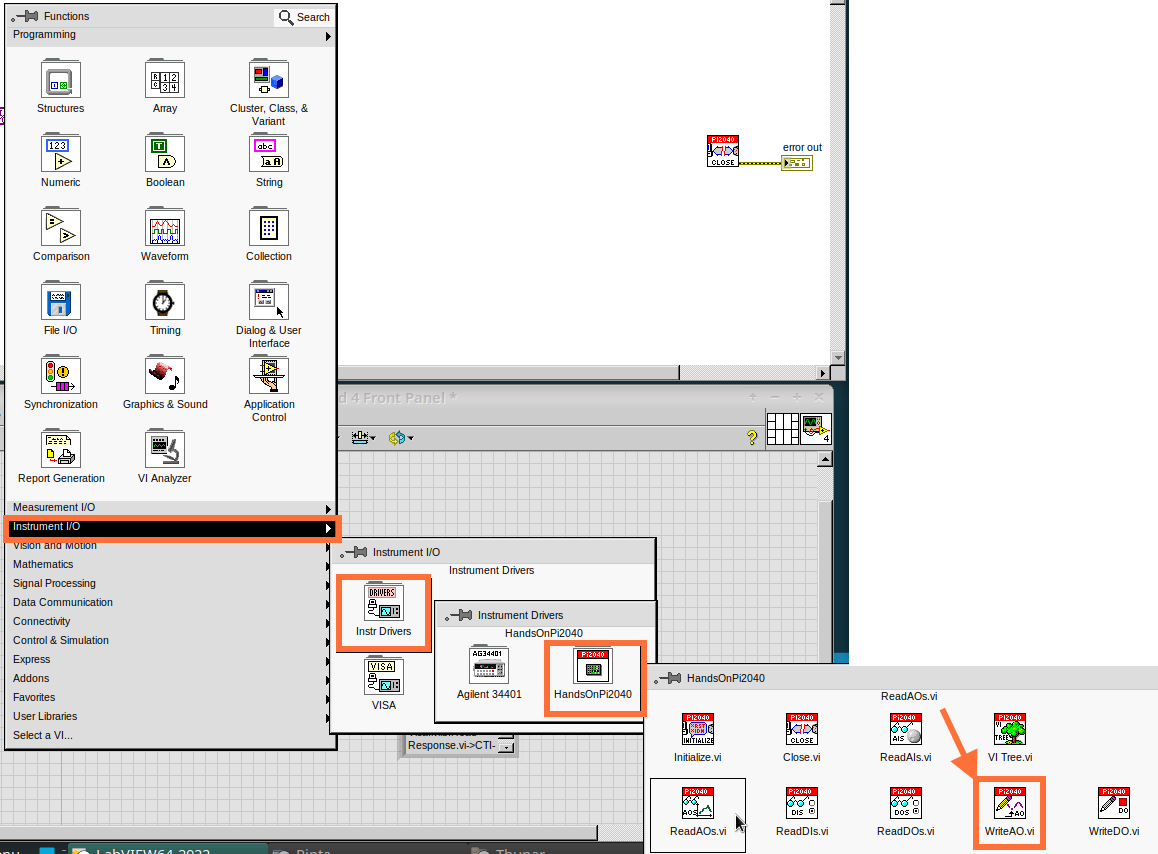 Functions
Search
Programming
Structures
Array
Cluster, Class, &
Variant
Numeric
Boolean
String
Comparison
Waveform
Collection
File I/O
Timing
Dialog & User
Interface
Synchronization
Graphics & Sound
Application
Control
Report Generation
VI Analyzer
Measurement I/O
Instrument I/O
Vision and Motion
Mathematics
Signal Processing
Data Communication
Connectivity
Control & Simulation
Express
Addons
Favorites
User Libraries
Select a VI...
PI2040
CLOSE
error out
d 4 Front Panel *
Instrument I/O
Instrument Drivers
DRIVERS
Instr Drivers
VISA
VISA
Instrument Drivers
HandsOnPi2040
AG34401
Agilent 34401
Pi2040
HandsOnPi2040
Response.vi->CTI-
HandsOnPi2040
ReadAOs.vi
Pi2040
INITIALIZE
Initialize.vi
Pi2040
CLOSE
Close.vi
Pi2040
AIS
ReadAIs.vi
Pi2040
VI
TREE
VI Tree.vi
Pi2040
AOS
ReadAOs.vi
Pi2040
DIS
ReadDIs.vi
Pi2040
DOS
ReadDOs.vi
Pi2040
AO
WriteAO.vi
Pi2040
DO
WriteDO.vi
LabVIEW64 2022
Pinta
Thunar